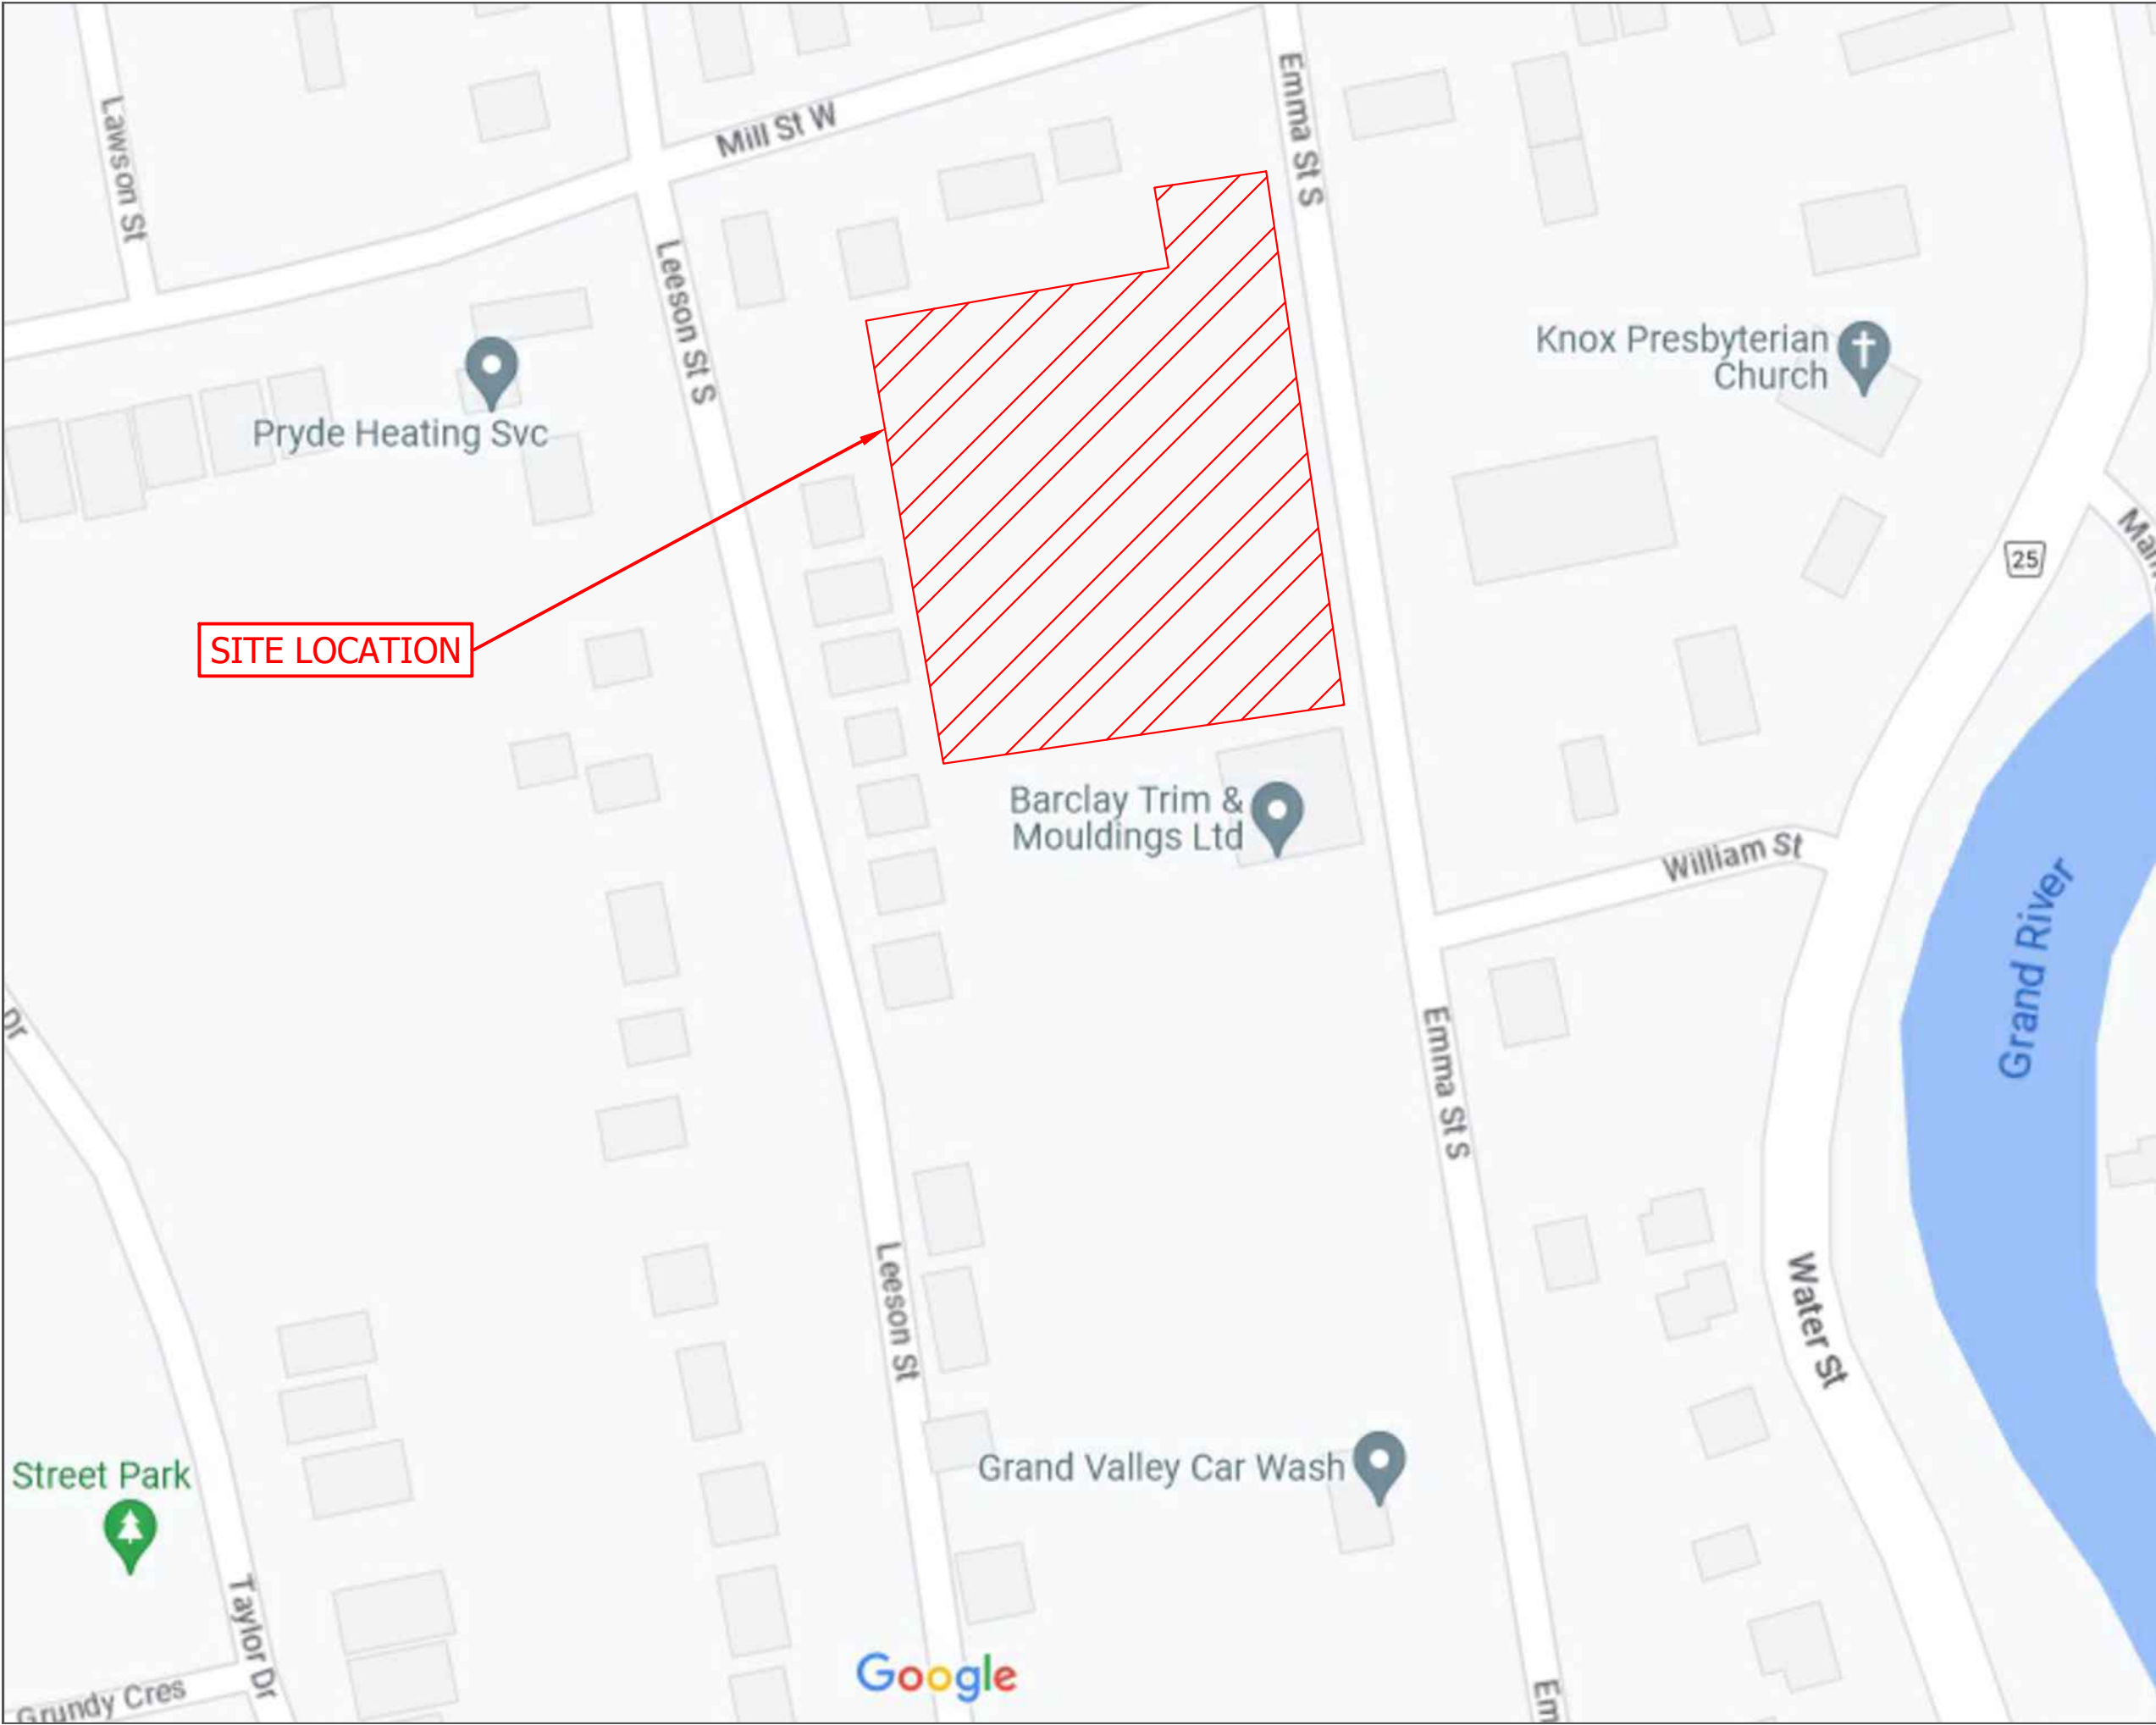 Emma St S
Lawson St
Mill St W
Leeson St S
Knox Presbyterian
Church
Pryde Heating Svc
25
SITE LOCATION
Barclay Trim &
Mouldings Ltd
William St
Grand River
Dr
Emma St S
Leeson St
Water St
Grand Valley Car Wash
Street Park
Taylor Dr
Google
Grundy Cres
Em